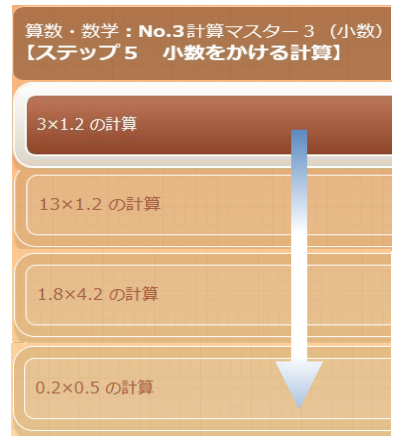 算数・数学：No.3計算マスター３（小数）
【ステップ５　小数をかける計算】
3×1.2 の計算
13×1.2 の計算
1.8×4.2 の計算
0.2×0.5 の計算